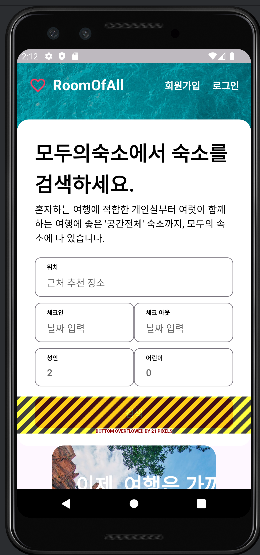 2:12
RoomOfAll 회원가입 로그인
모두의숙소에서 숙소를
검색하세요.
혼자하는 여행에 적합한 개인실부터 여럿이 함께
하는 여행에 좋은 '공간전체' 숙소까지, 모두의 숙
소에 다 있습니다.
위치
근처 추천 장소
체크인 체크 아웃
날짜 입력 날짜 입력
성인 어린이
2 0
BOTTOM OVERFLOWED BY 21 PIXELS
이제, 여행은 가까